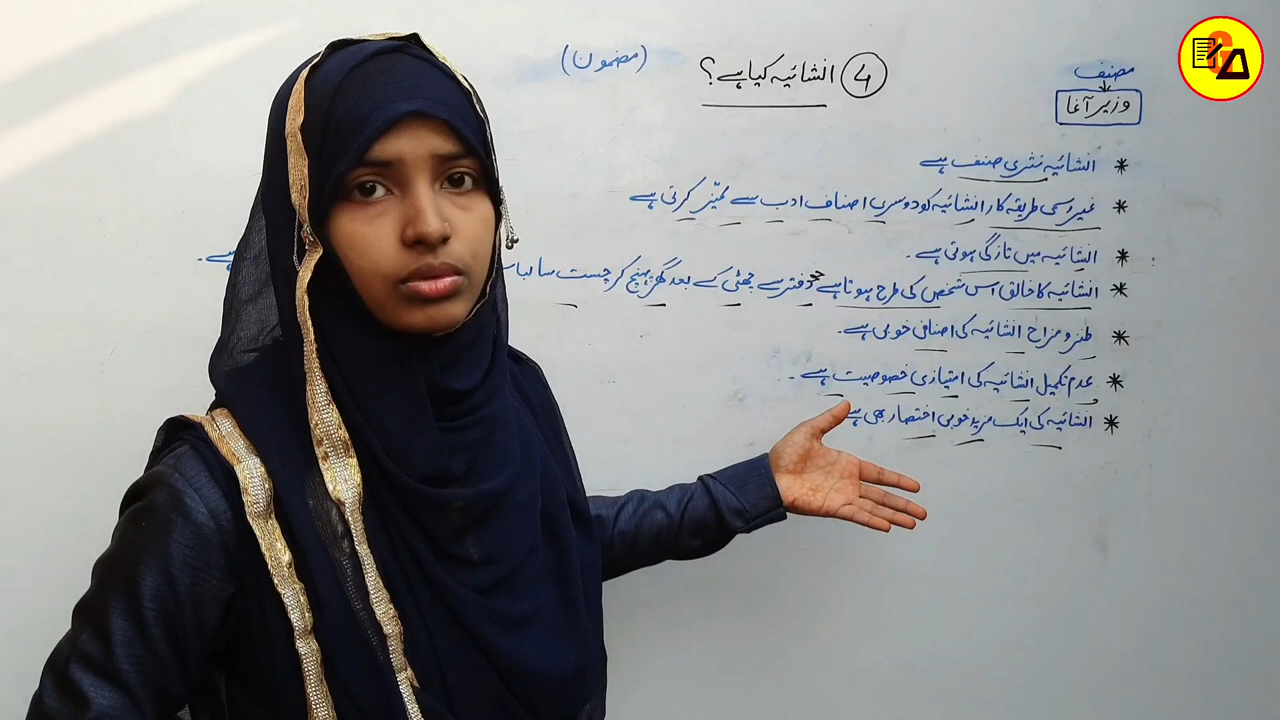 مصنف
وزیر آغا
④ انشائیہ کیا ہے؟ (مضمون)
* انشائیہ نثری صنف ہے
* غیر رسمی طریقہ کار انشائیہ کو دوسری اصناف ادب سے ممیّز کرتی ہے
* انشائیہ میں تازگی ہوتی ہے۔
* انشائیہ کا خالق اس شخص کی طرح ہوتا ہے جو دفتر سے چھٹی کے بعد گھر پہنچ کر چست سا لباس ہے۔
* طنز و مزاح انشائیہ کی اضافی خوبی ہے۔
* عدم تکمیل انشائیہ کی امتیازی خصوصیت ہے۔
* انشائیہ کی ایک مزید خوبی اختصار بھی ہے